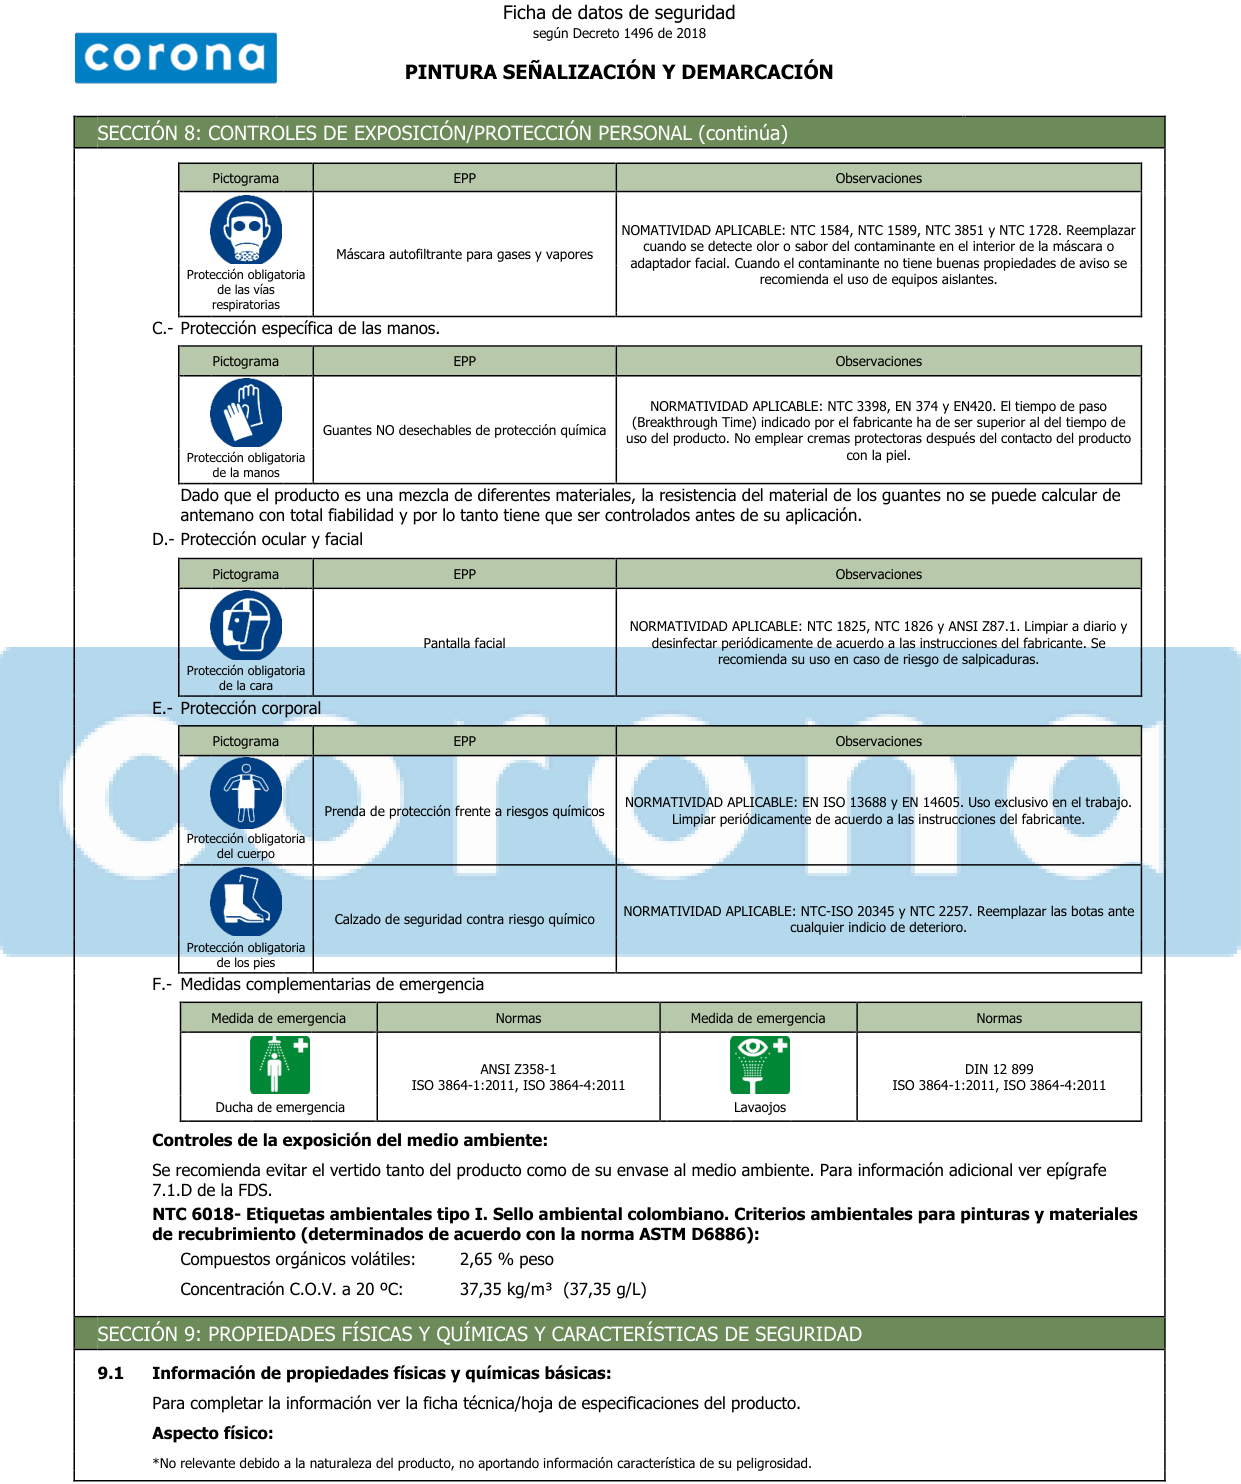 Ficha de datos de seguridad
según Decreto 1496 de 2018
corona
PINTURA SEÑALIZACIÓN Y DEMARCACIÓN
SECCIÓN 8: CONTROLES DE EXPOSICIÓN/PROTECCIÓN PERSONAL (continúa)
Pictograma EPP Observaciones
Protección obligatoria
de las vías
respiratorias
Máscara autofiltrante para gases y vapores
NOMATIVIDAD APLICABLE: NTC 1584, NTC 1589, NTC 3851 y NTC 1728. Reemplazar
cuando se detecte olor o sabor del contaminante en el interior de la máscara o
adaptador facial. Cuando el contaminante no tiene buenas propiedades de aviso se
recomienda el uso de equipos aislantes.
C.- Protección específica de las manos.
Pictograma EPP Observaciones
Protección obligatoria
de la manos
Guantes NO desechables de protección química
NORMATIVIDAD APLICABLE: NTC 3398, EN 374 y EN420. El tiempo de paso
(Breakthrough Time) indicado por el fabricante ha de ser superior al del tiempo de
uso del producto. No emplear cremas protectoras después del contacto del producto
con la piel.
Dado que el producto es una mezcla de diferentes materiales, la resistencia del material de los guantes no se puede calcular de
antemano con total fiabilidad y por lo tanto tiene que ser controlados antes de su aplicación.
D.- Protección ocular y facial
Pictograma EPP Observaciones
Protección obligatoria
de la cara
Pantalla facial
NORMATIVIDAD APLICABLE: NTC 1825, NTC 1826 y ANSI Z87.1. Limpiar a diario y
desinfectar periódicamente de acuerdo a las instrucciones del fabricante. Se
recomienda su uso en caso de riesgo de salpicaduras.
E.- Protección corporal
corona
Pictograma EPP Observaciones
Protección obligatoria
del cuerpo
Prenda de protección frente a riesgos químicos
NORMATIVIDAD APLICABLE: EN ISO 13688 y EN 14605. Uso exclusivo en el trabajo.
Limpiar periódicamente de acuerdo a las instrucciones del fabricante.
Protección obligatoria
de los pies
Calzado de seguridad contra riesgo químico
NORMATIVIDAD APLICABLE: NTC-ISO 20345 y NTC 2257. Reemplazar las botas ante
cualquier indicio de deterioro.
F.- Medidas complementarias de emergencia
Medida de emergencia Normas Medida de emergencia Normas
Ducha de emergencia
ANSI Z358-1
ISO 3864-1:2011, ISO 3864-4:2011
Lavaojos
DIN 12 899
ISO 3864-1:2011, ISO 3864-4:2011
Controles de la exposición del medio ambiente:
Se recomienda evitar el vertido tanto del producto como de su envase al medio ambiente. Para información adicional ver epígrafe
7.1.D de la FDS.
NTC 6018- Etiquetas ambientales tipo I. Sello ambiental colombiano. Criterios ambientales para pinturas y materiales
de recubrimiento (determinados de acuerdo con la norma ASTM D6886):
Compuestos orgánicos volátiles: 2,65 % peso
Concentración C.O.V. a 20 ºC: 37,35 kg/m³ (37,35 g/L)
SECCIÓN 9: PROPIEDADES FÍSICAS Y QUÍMICAS Y CARACTERÍSTICAS DE SEGURIDAD
9.1 Información de propiedades físicas y químicas básicas:
Para completar la información ver la ficha técnica/hoja de especificaciones del producto.
Aspecto físico:
*No relevante debido a la naturaleza del producto, no aportando información característica de su peligrosidad.